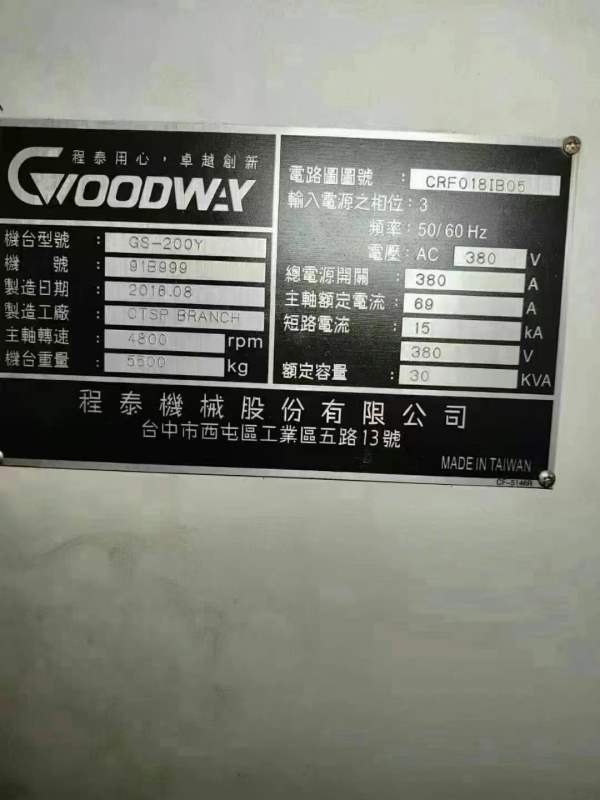 程泰用心，卓越創新
GOODWAY
機台型號 : GS-200Y
機 號 : 91B999
製造日期 : 2016.08
製造工廠 : CTSP BRANCH
主軸轉速 : 4800 rpm
機台重量 : 5500 kg
電路圖圖號 : CRF018IB05
輸入電源之相位 : 3
頻率 : 50/60 Hz
電壓 : AC 380 V
總電源開關 : 380 A
主軸額定電流 : 69 A
短路電流 : 15 kA
380 V
額定容量 : 30 KVA
程泰機械股份有限公司
台中市西屯區工業區五路13號
MADE IN TAIWAN
CF-5146R